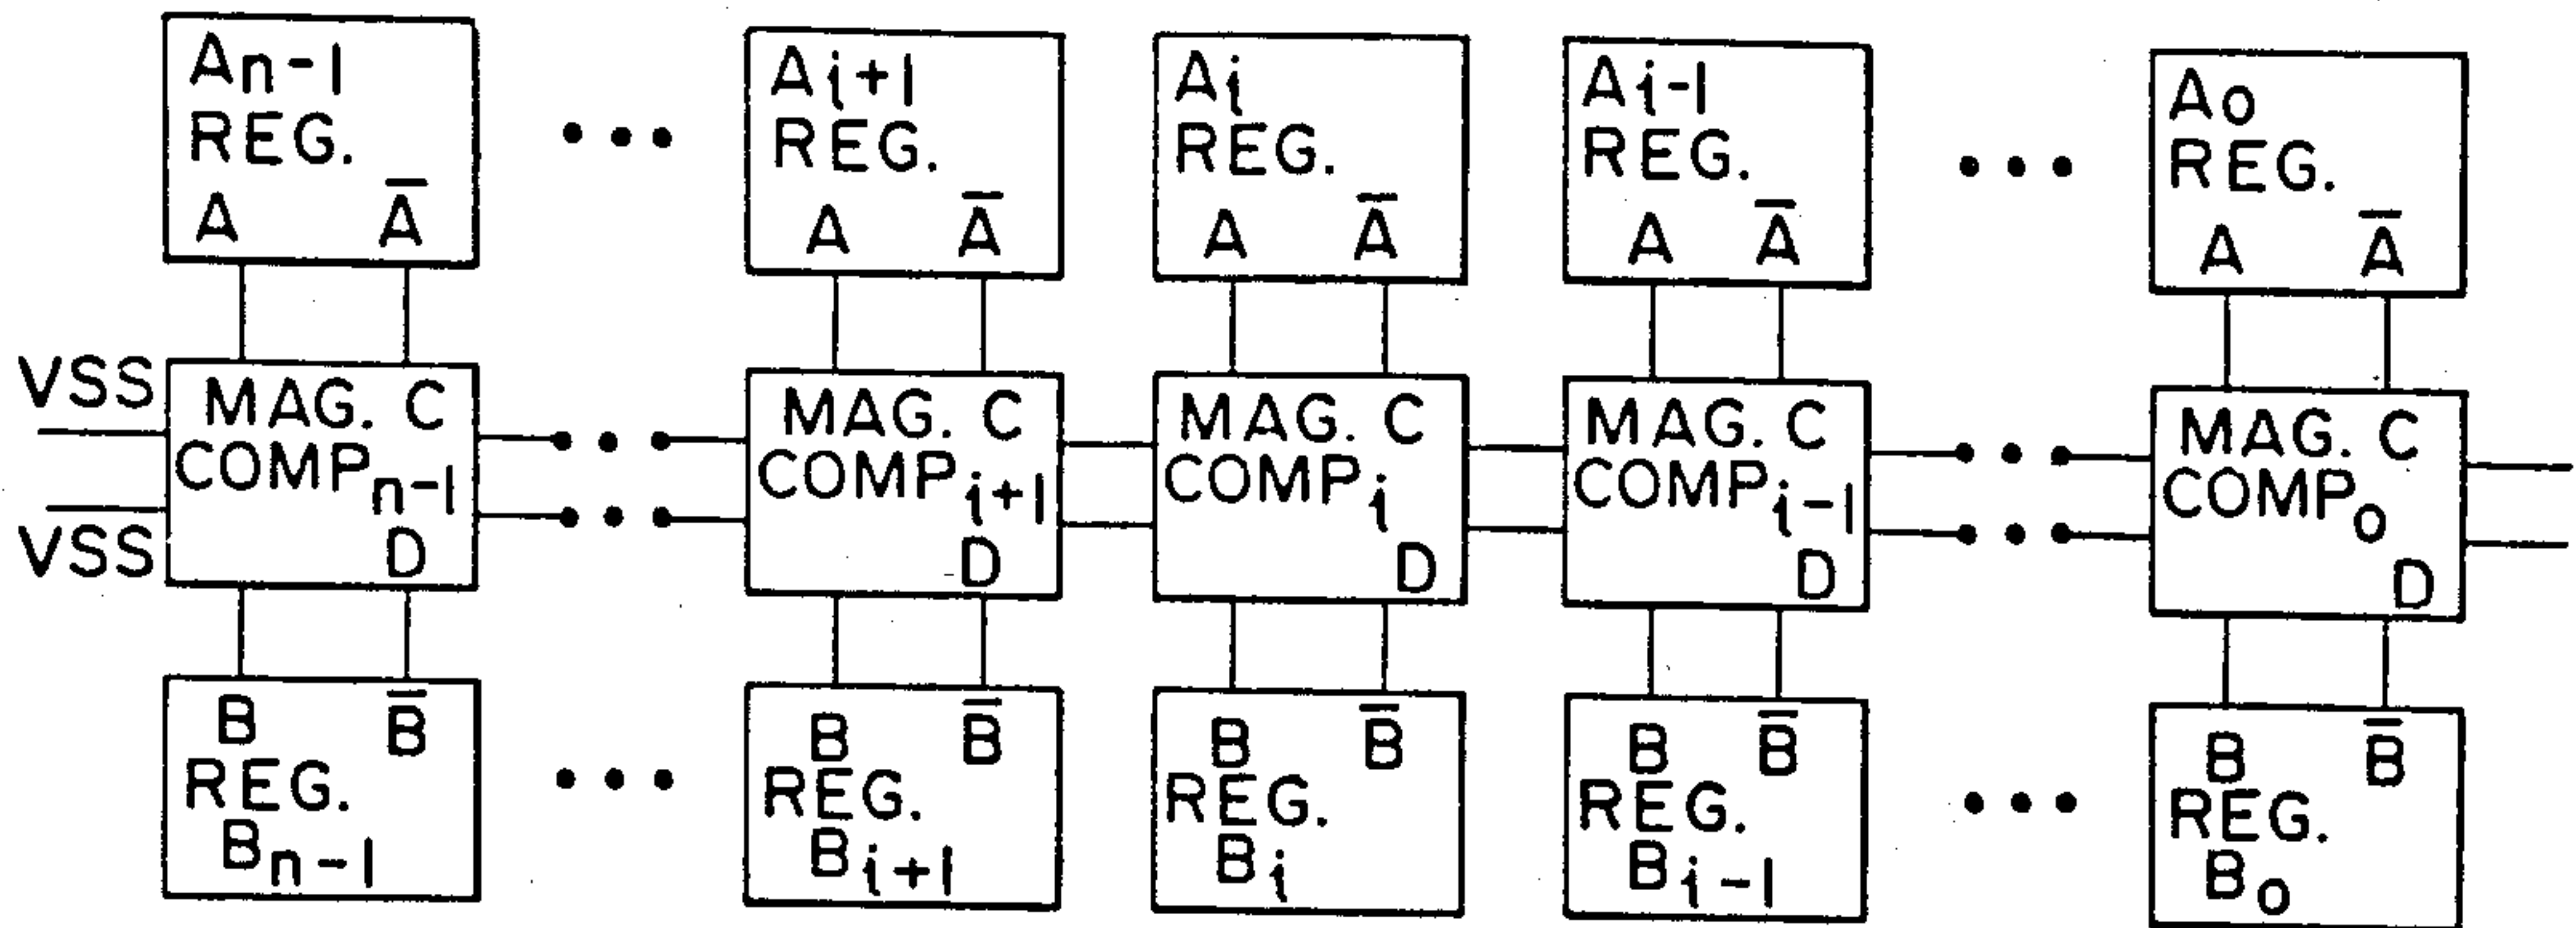 An-1
REG.
A A̅
Ai+1
REG.
A A̅
Ai
REG.
A A̅
Ai-1
REG.
A A̅
Ao
REG.
A A̅
VSS
VSS
MAG. C
COMPn-1
D
MAG. C
COMPi+1
D
MAG. C
COMPi
D
MAG. C
COMPi-1
D
MAG. C
COMPo
D
B B̅
REG.
Bn-1
B B̅
REG.
Bi+1
B B̅
REG.
Bi
B B̅
REG.
Bi-1
B B̅
REG.
Bo